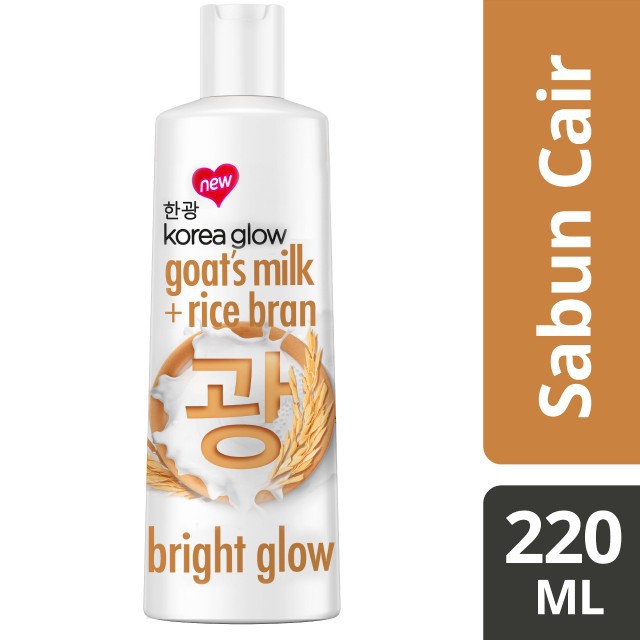 new
한광
korea glow
goat's milk
+ rice bran
광
bright glow
Sabun Cair
220
ML